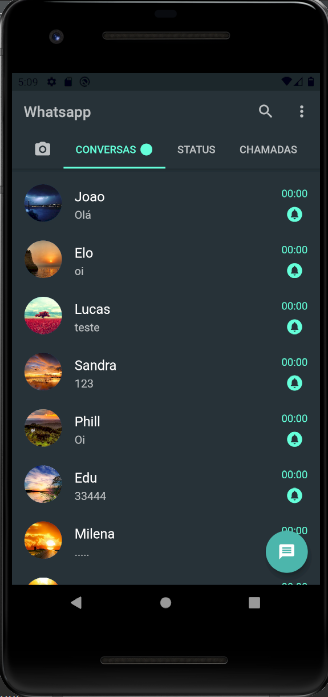 5:09
Whatsapp
CONVERSAS STATUS CHAMADAS
Joao 00:00
Olá
Elo 00:00
oi
Lucas 00:00
teste
Sandra 00:00
123
Phill 00:00
Oi
Edu 00:00
33444
Milena 00:00
.....